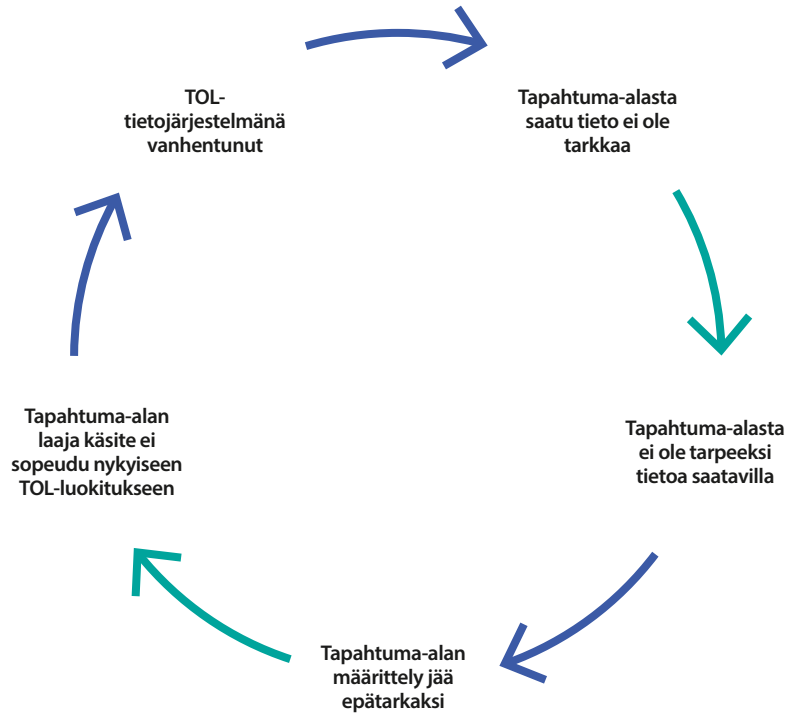 TOL-
tietojärjestelmänä
vanhentunut
Tapahtuma-alasta
saatu tieto ei ole
tarkkaa
Tapahtuma-alasta
ei ole tarpeeksi
tietoa saatavilla
Tapahtuma-alan
määrittely jää
epätarkaksi
Tapahtuma-alan
laaja käsite ei
sopeudu nykyiseen
TOL-luokitukseen